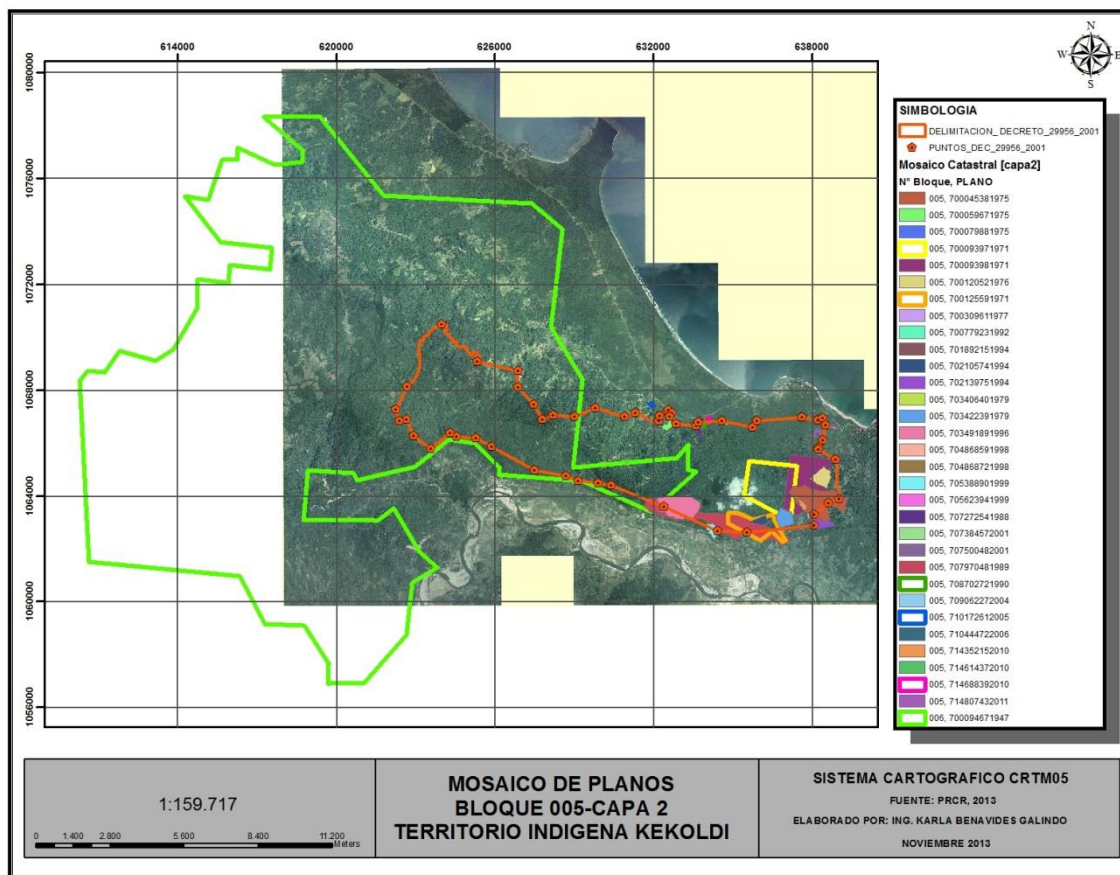 614000 620000 626000 632000 638000
N
W E
S
1080000
1076000
1072000
1068000
1064000
1060000
1056000
SIMBOLOGIA
DELIMITACION_ DECRETO_29956_2001
PUNTOS_DEC_29956_2001
Mosaico Catastral [capa2]
N° Bloque, PLANO
005, 700045381975
005, 700059671975
005, 700079881975
005, 700093971971
005, 700093981971
005, 700120521976
005, 700125591971
005, 700309611977
005, 700779231992
005, 701892151994
005, 702105741994
005, 702139751994
005, 703406401979
005, 703422391979
005, 703491891996
005, 704868591998
005, 704868721998
005, 705388901999
005, 705623941999
005, 707272541988
005, 707384572001
005, 707500482001
005, 707970481989
005, 708702721990
005, 709062272004
005, 710172612005
005, 710444722006
005, 714352152010
005, 714614372010
005, 714688392010
005, 714807432011
006, 700094671947
1:159.717
0 1.400 2.800 5.600 8.400 11.200
Meters
MOSAICO DE PLANOS
BLOQUE 005-CAPA 2
TERRITORIO INDIGENA KEKOLDI
SISTEMA CARTOGRAFICO CRTM05
FUENTE: PRCR, 2013
ELABORADO POR: ING. KARLA BENAVIDES GALINDO
NOVIEMBRE 2013